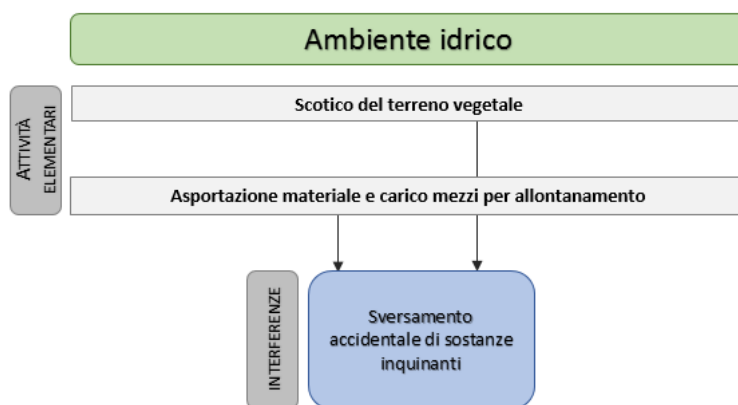 Ambiente idrico
ATTIVITÀ
ELEMENTARI
Scotico del terreno vegetale
Asportazione materiale e carico mezzi per allontanamento
INTERFERENZE
Sversamento
accidentale di sostanze
inquinanti